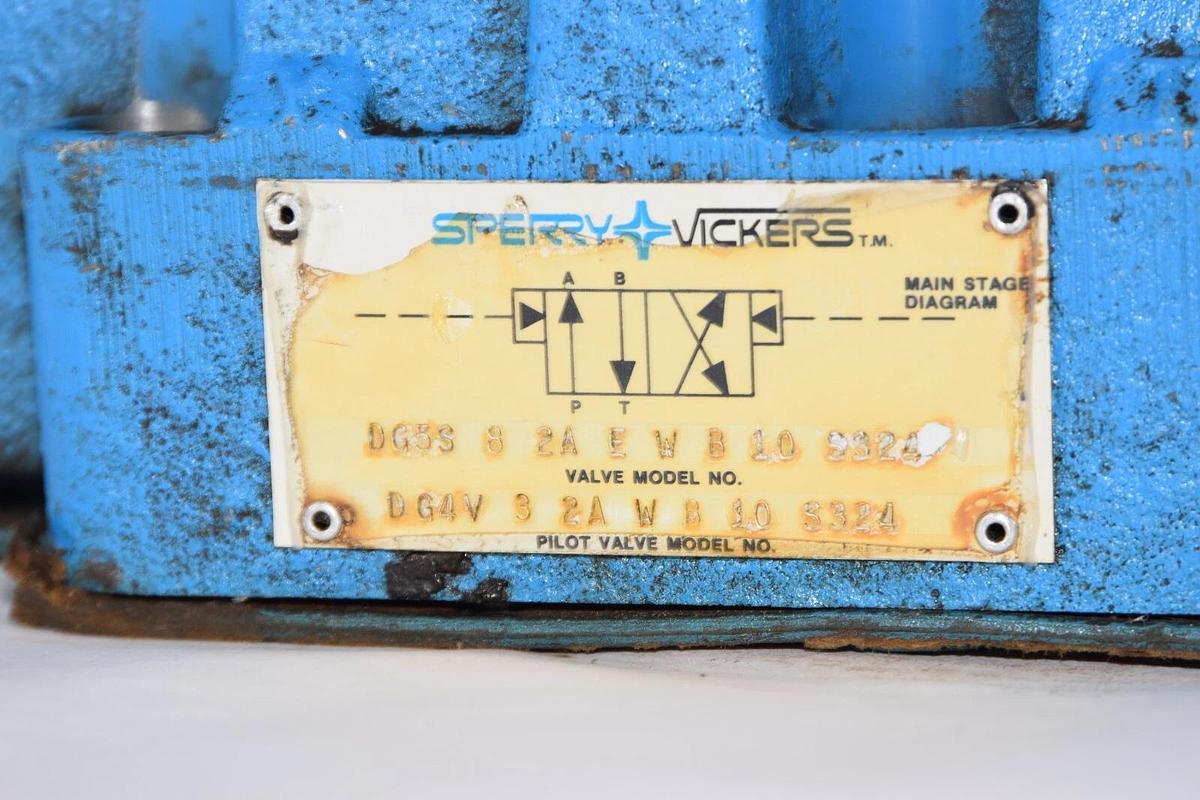 SPERRY VICKERS T.M.
A B
MAIN STAGE
DIAGRAM
P T
DG5S 8 2A E W B 10 S324
VALVE MODEL NO.
DG4V 3 2A W B 10 S324
PILOT VALVE MODEL NO.